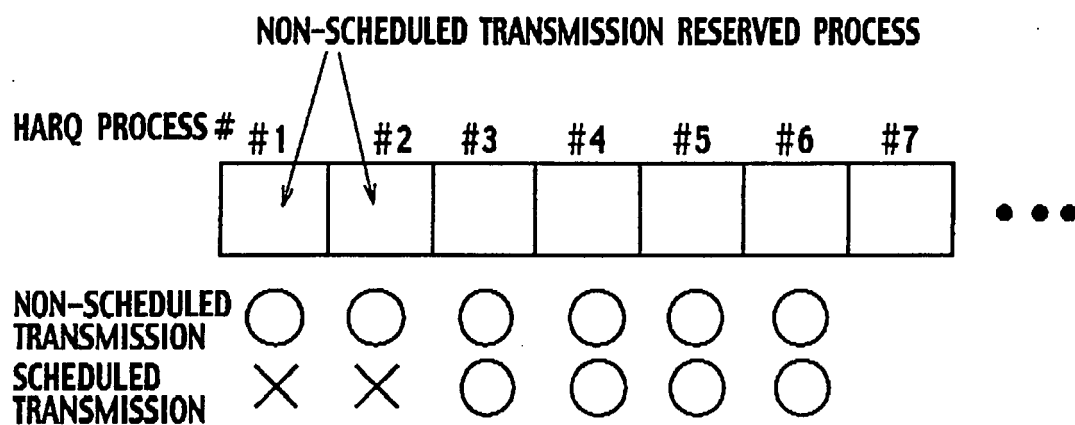 NON-SCHEDULED TRANSMISSION RESERVED PROCESS
HARQ PROCESS # #1 #2 #3 #4 #5 #6 #7
NON-SCHEDULED
TRANSMISSION
SCHEDULED
TRANSMISSION